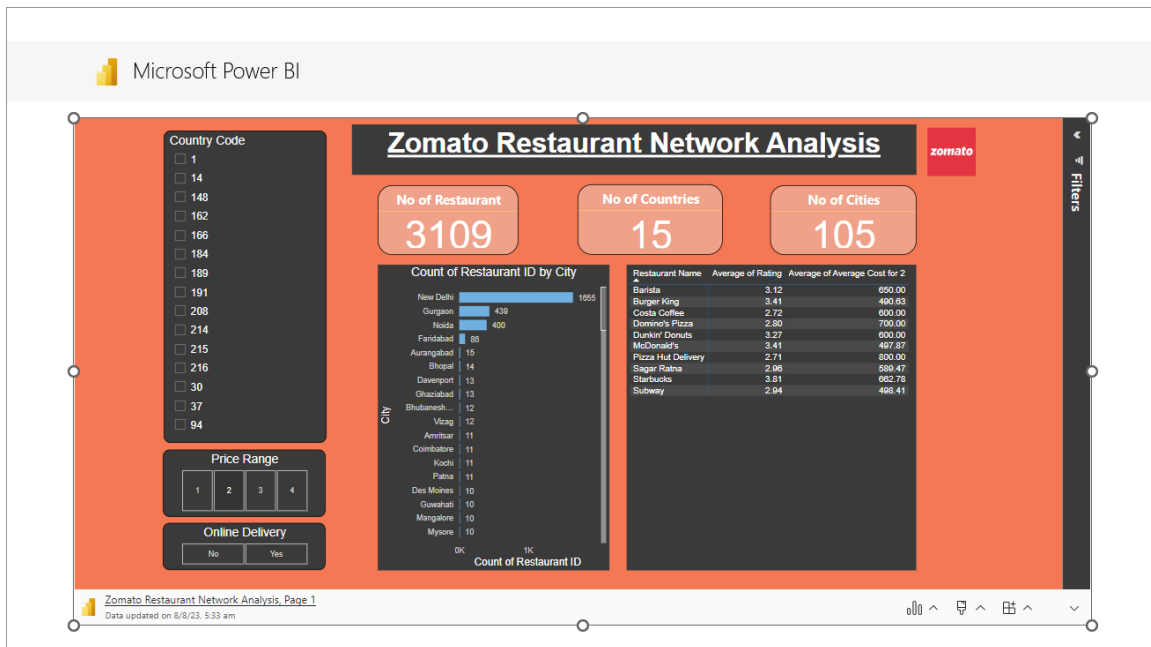 Microsoft Power BI
Zomato Restaurant Network Analysis
zomato
Filters
Country Code
1
14
148
162
166
184
189
191
208
214
215
216
30
37
94
Price Range
1 2 3 4
Online Delivery
No Yes
No of Restaurant
3109
No of Countries
15
No of Cities
105
Count of Restaurant ID by City
City
New Delhi 1655
Gurgaon 439
Noida 400
Faridabad 88
Aurangabad 15
Bhopal 14
Davenport 13
Ghaziabad 13
Bhubanesh... 12
Vizag 12
Amritsar 11
Coimbatore 11
Kochi 11
Patna 11
Des Moines 10
Guwahati 10
Mangalore 10
Mysore 10
0K 1K
Count of Restaurant ID
Restaurant Name Average of Rating Average of Average Cost for 2
Barista 3.12 650.00
Burger King 3.41 490.63
Costa Coffee 2.72 600.00
Domino's Pizza 2.80 700.00
Dunkin' Donuts 3.27 600.00
McDonald's 3.41 497.87
Pizza Hut Delivery 2.71 800.00
Sagar Ratna 2.96 589.47
Starbucks 3.81 662.78
Subway 2.94 498.41
Zomato Restaurant Network Analysis, Page 1
Data updated on 8/8/23, 5:33 am